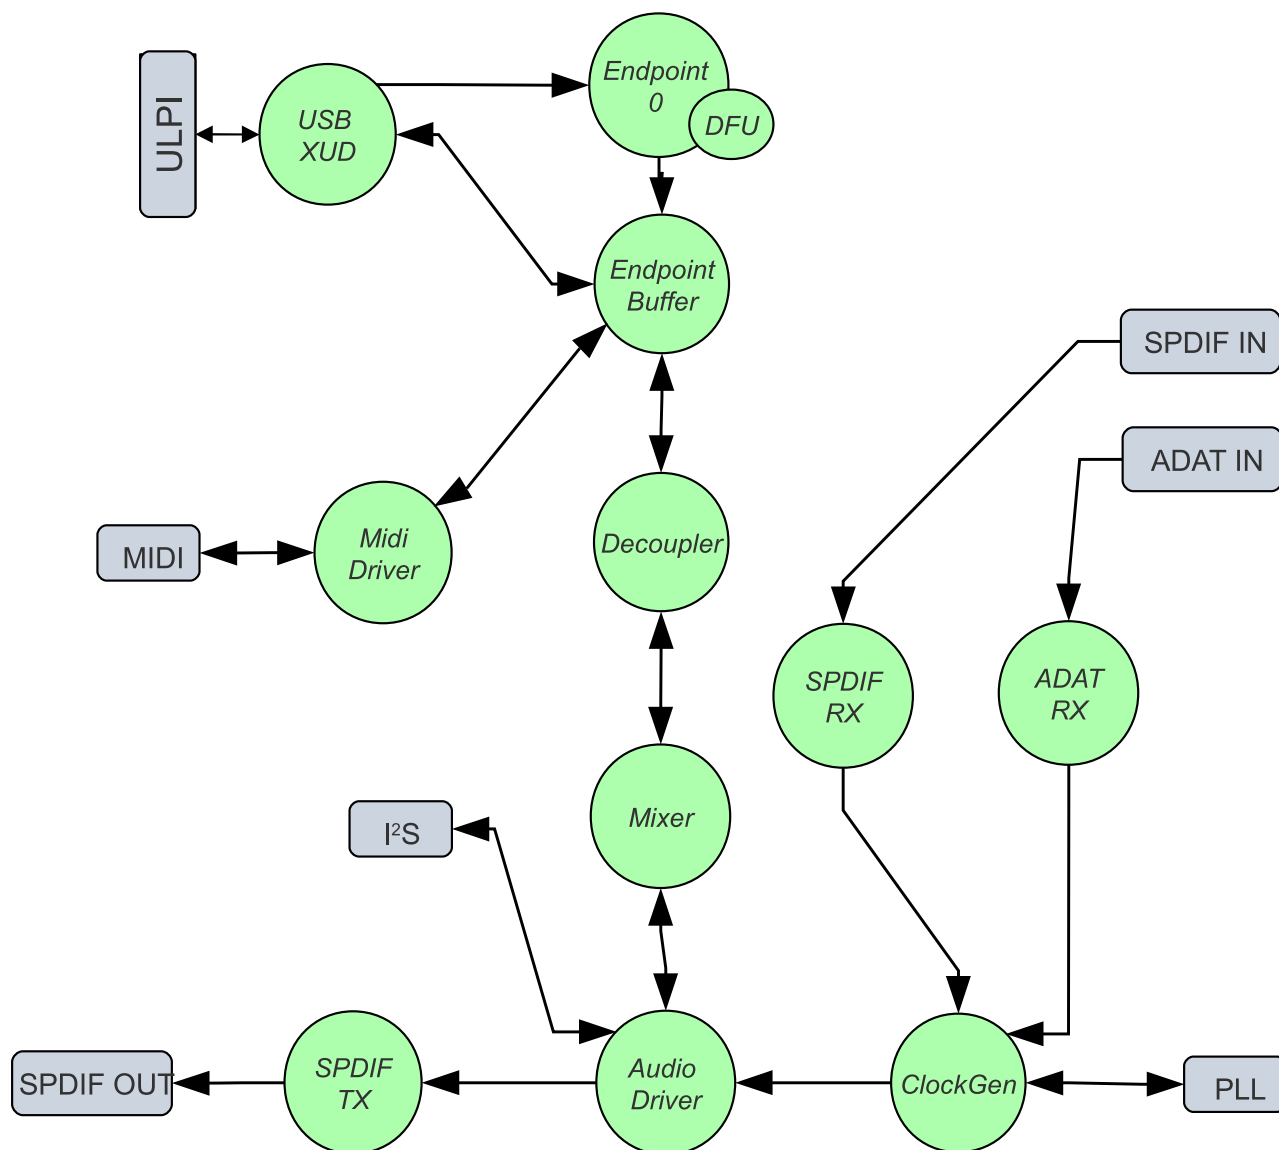 ULPI
USB
XUD
Endpoint
0
DFU
Endpoint
Buffer
SPDIF IN
ADAT IN
MIDI
Midi
Driver
Decoupler
SPDIF
RX
ADAT
RX
I²S
Mixer
SPDIF OUT
SPDIF
TX
Audio
Driver
ClockGen
PLL